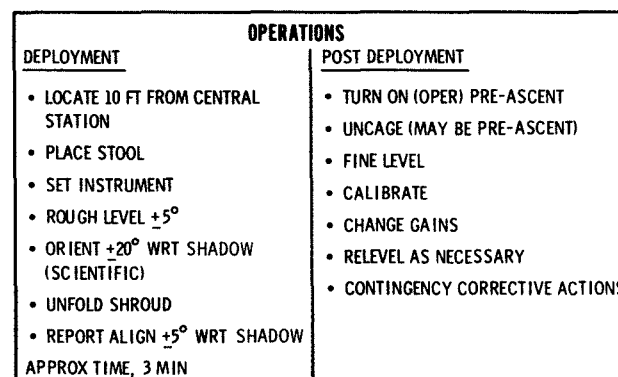 OPERATIONS
DEPLOYMENT
• LOCATE 10 FT FROM CENTRAL
STATION
• PLACE STOOL
• SET INSTRUMENT
• ROUGH LEVEL ±5°
• ORIENT ±20° WRT SHADOW
(SCIENTIFIC)
• UNFOLD SHROUD
• REPORT ALIGN ±5° WRT SHADOW
APPROX TIME, 3 MIN
POST DEPLOYMENT
• TURN ON (OPER) PRE-ASCENT
• UNCAGE (MAY BE PRE-ASCENT)
• FINE LEVEL
• CALIBRATE
• CHANGE GAINS
• RELEVEL AS NECESSARY
• CONTINGENCY CORRECTIVE ACTIONS